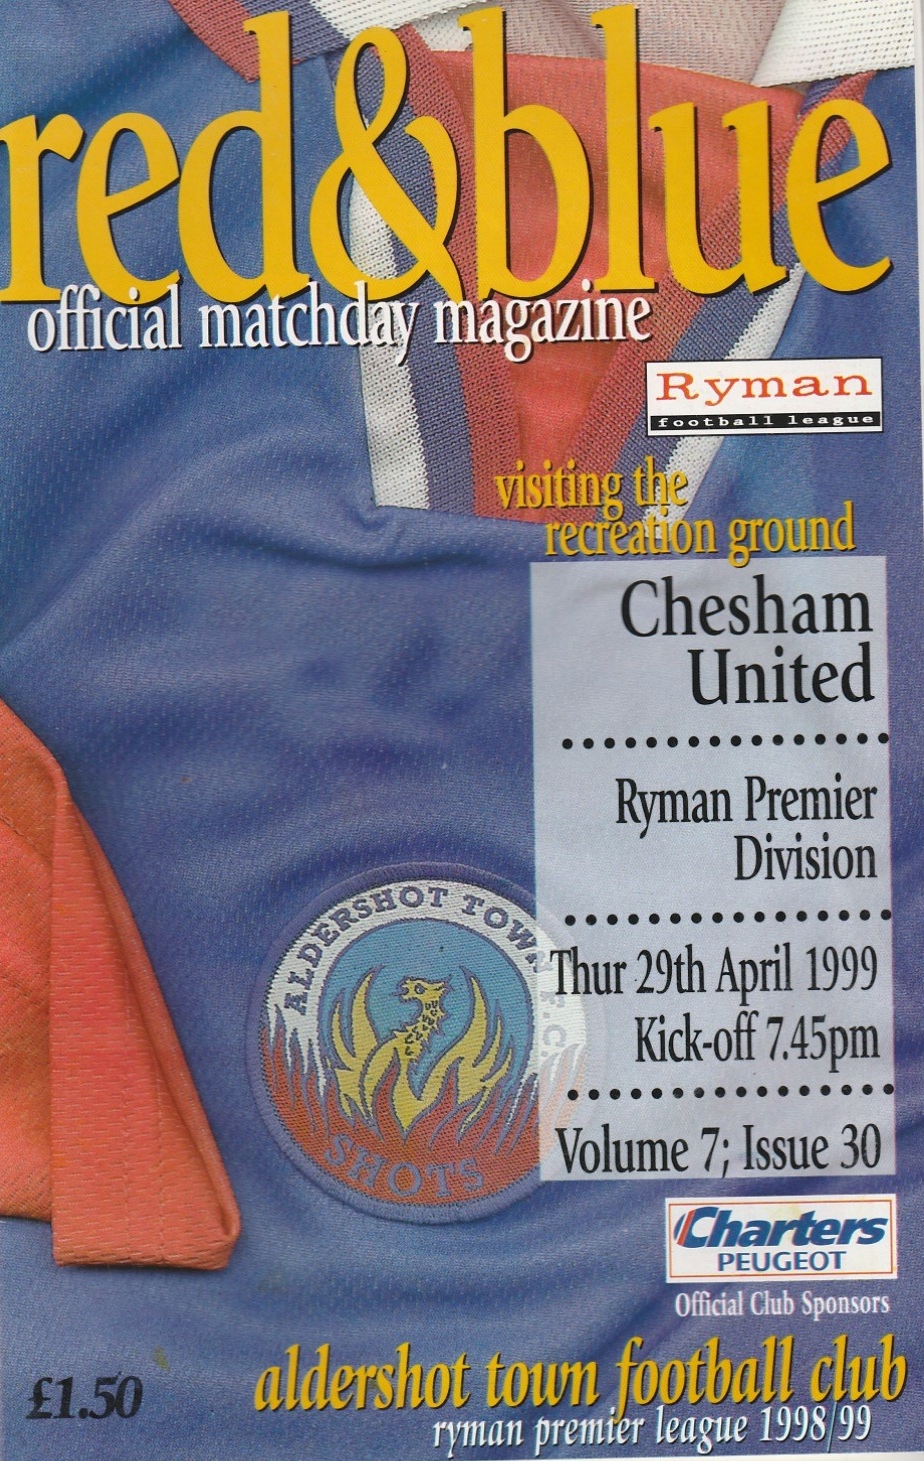 red&blue
official matchday magazine
Ryman
football league
visiting the
recreation ground
Chesham
United
Ryman Premier
Division
Thur 29th April 1999
Kick-off 7.45pm
Volume 7; Issue 30
ALDERSHOT TOWN F.C.
SHOTS
Charters
PEUGEOT
Official Club Sponsors
£1.50
aldershot town football club
ryman premier league 1998/99